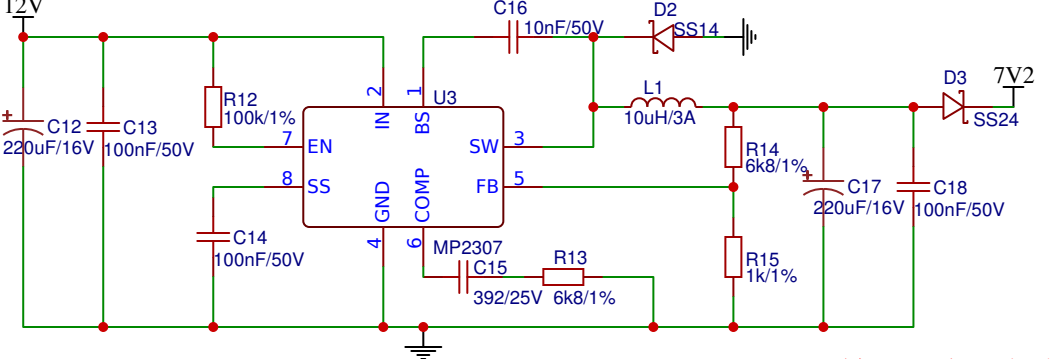 12V
C16
10nF/50V
D2
SS14
C12
220uF/16V
C13
100nF/50V
R12
100k/1%
2
1
U3
IN
BS
7
EN
8
SS
SW
3
FB
5
GND
COMP
4
6
MP2307
C14
100nF/50V
C15
392/25V
R13
6k8/1%
L1
10uH/3A
R14
6k8/1%
R15
1k/1%
C17
220uF/16V
C18
100nF/50V
D3
SS24
7V2